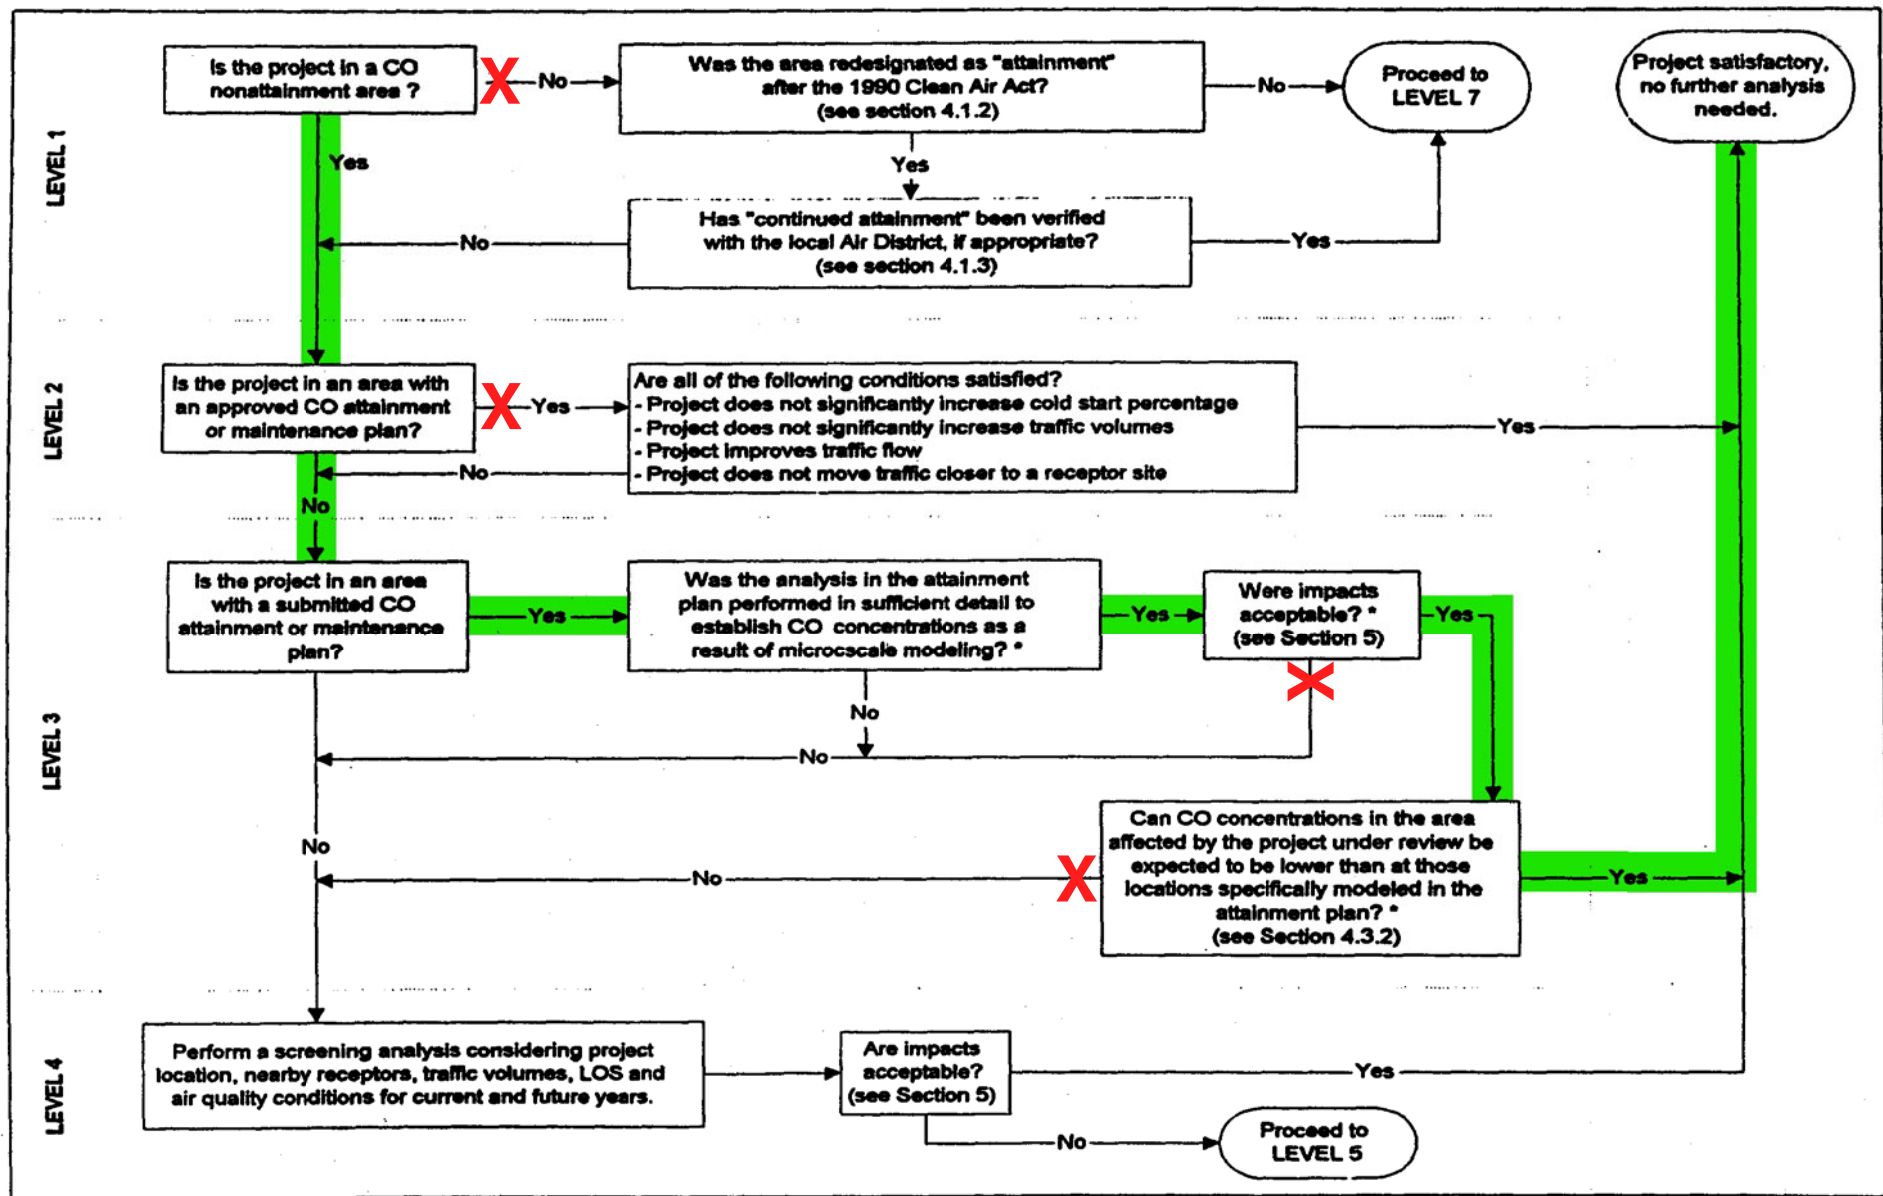 LEVEL 1
Is the project in a CO
nonattainment area ?
X
No
Was the area redesignated as "attainment"
after the 1990 Clean Air Act?
(see section 4.1.2)
No
Proceed to
LEVEL 7
Project satisfactory,
no further analysis
needed.
Yes
Yes
Has "continued attainment" been verified
with the local Air District, if appropriate?
(see section 4.1.3)
No
Yes
LEVEL 2
Is the project in an area with
an approved CO attainment
or maintenance plan?
X
Yes
Are all of the following conditions satisfied?
- Project does not significantly increase cold start percentage
- Project does not significantly increase traffic volumes
- Project improves traffic flow
- Project does not move traffic closer to a receptor site
Yes
No
No
LEVEL 3
Is the project in an area
with a submitted CO
attainment or maintenance
plan?
Yes
Was the analysis in the attainment
plan performed in sufficient detail to
establish CO concentrations as a
result of microcscale modeling? *
Yes
Were impacts
acceptable? *
(see Section 5)
Yes
X
No
No
No
Can CO concentrations in the area
affected by the project under review be
expected to be lower than at those
locations specifically modeled in the
attainment plan? *
(see Section 4.3.2)
X
No
Yes
LEVEL 4
Perform a screening analysis considering project
location, nearby receptors, traffic volumes, LOS and
air quality conditions for current and future years.
Are impacts
acceptable?
(see Section 5)
Yes
No
Proceed to
LEVEL 5